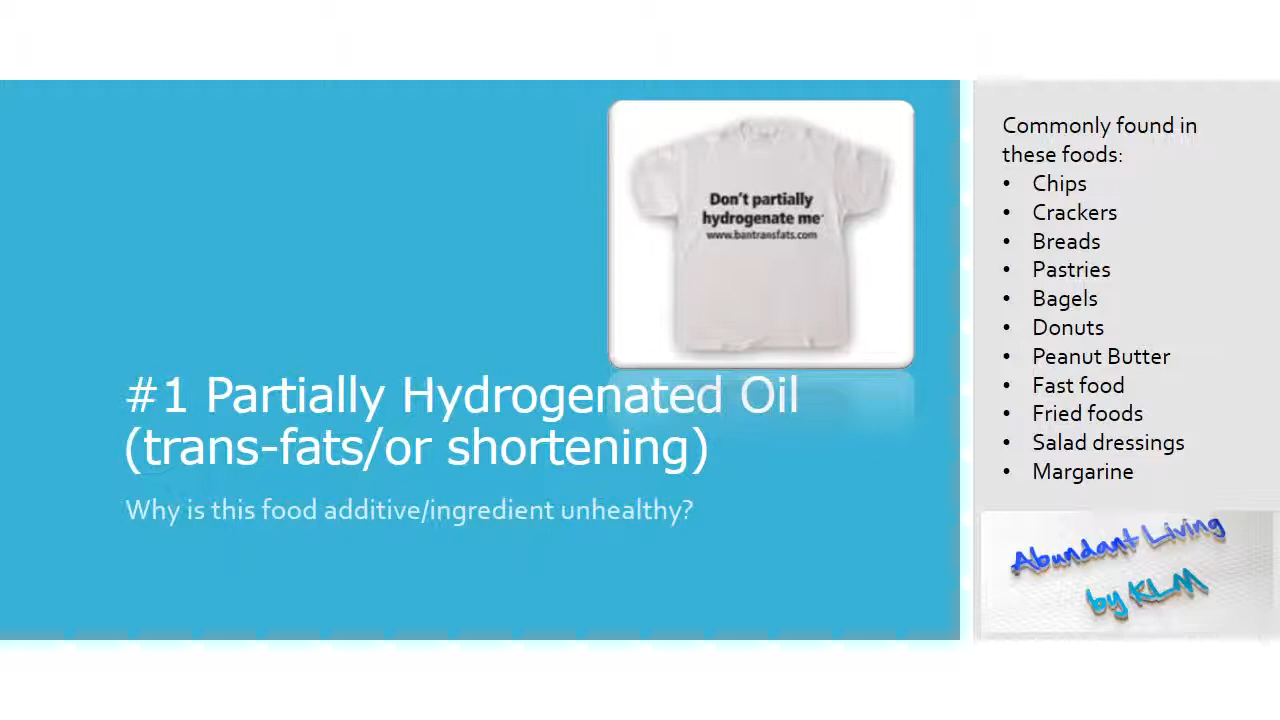 Don't partially
hydrogenate me
www.bantransfats.com
#1 Partially Hydrogenated Oil
(trans-fats/or shortening)
Why is this food additive/ingredient unhealthy?
Commonly found in
these foods:
• Chips
• Crackers
• Breads
• Pastries
• Bagels
• Donuts
• Peanut Butter
• Fast food
• Fried foods
• Salad dressings
• Margarine
Abundant Living
by KLM